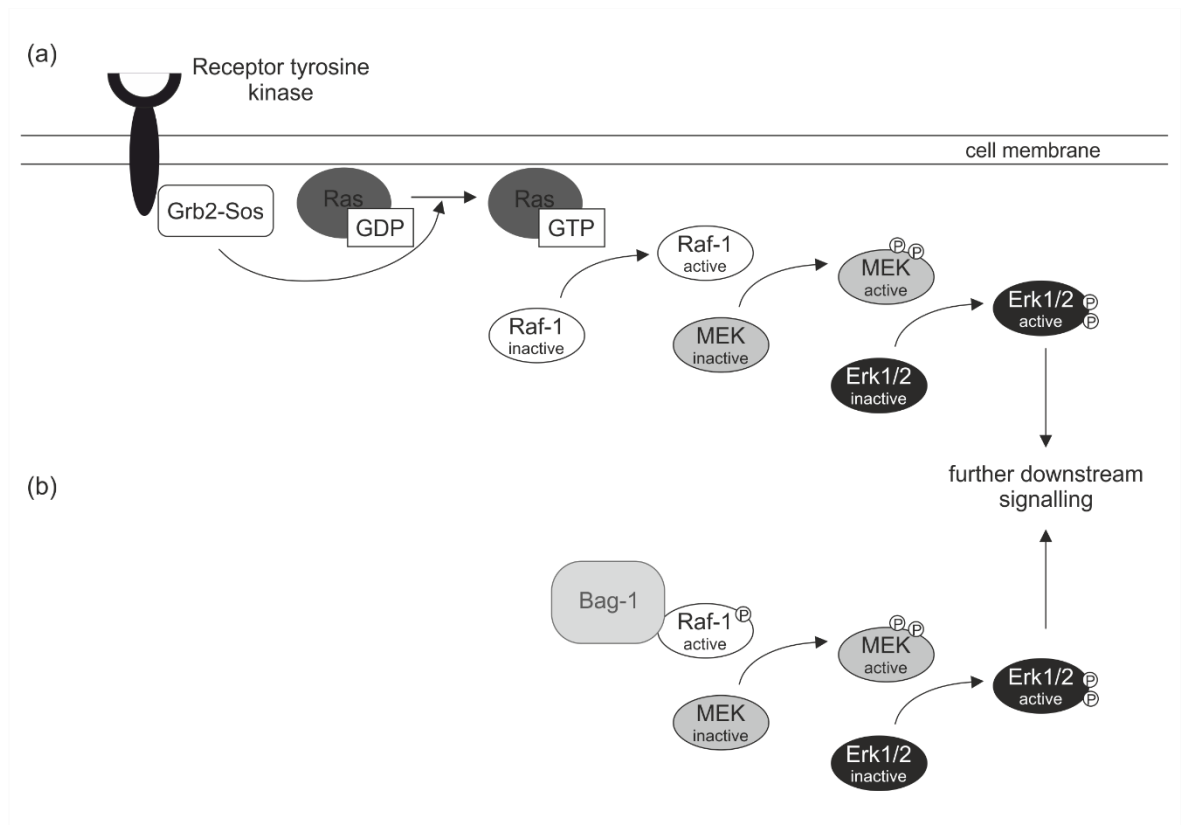 (a)
Receptor tyrosine
kinase
cell membrane
Grb2-Sos
Ras
GDP
Ras
GTP
Raf-1
active
Raf-1
inactive
P
P
MEK
active
MEK
inactive
Erk1/2
active
P
P
Erk1/2
inactive
further downstream
signalling
(b)
Bag-1
Raf-1
active
P
MEK
inactive
P
P
MEK
active
Erk1/2
active
P
P
Erk1/2
inactive